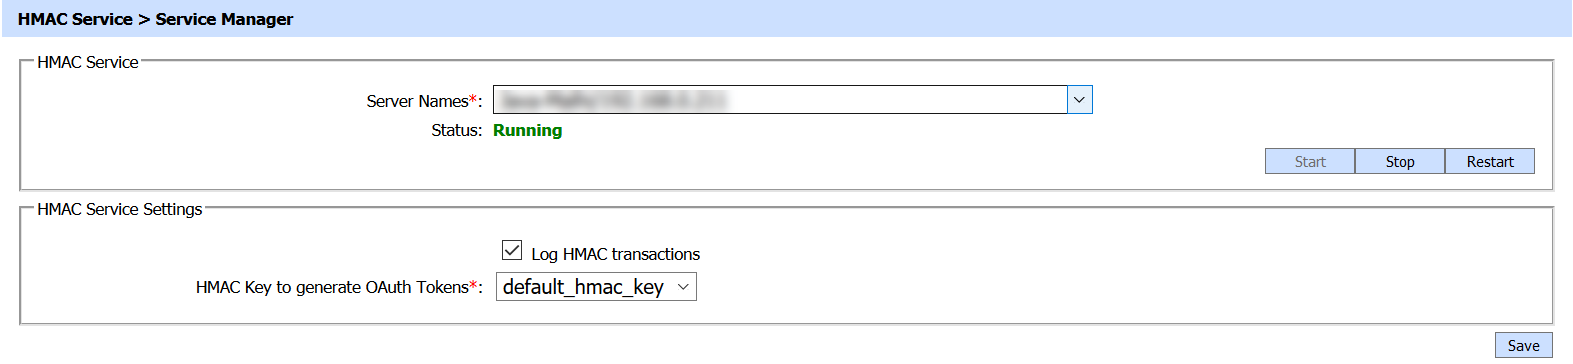 HMAC Service > Service Manager
HMAC Service
Server Names*:
Status: Running
Start Stop Restart
HMAC Service Settings
Log HMAC transactions
HMAC Key to generate OAuth Tokens*: default_hmac_key
Save